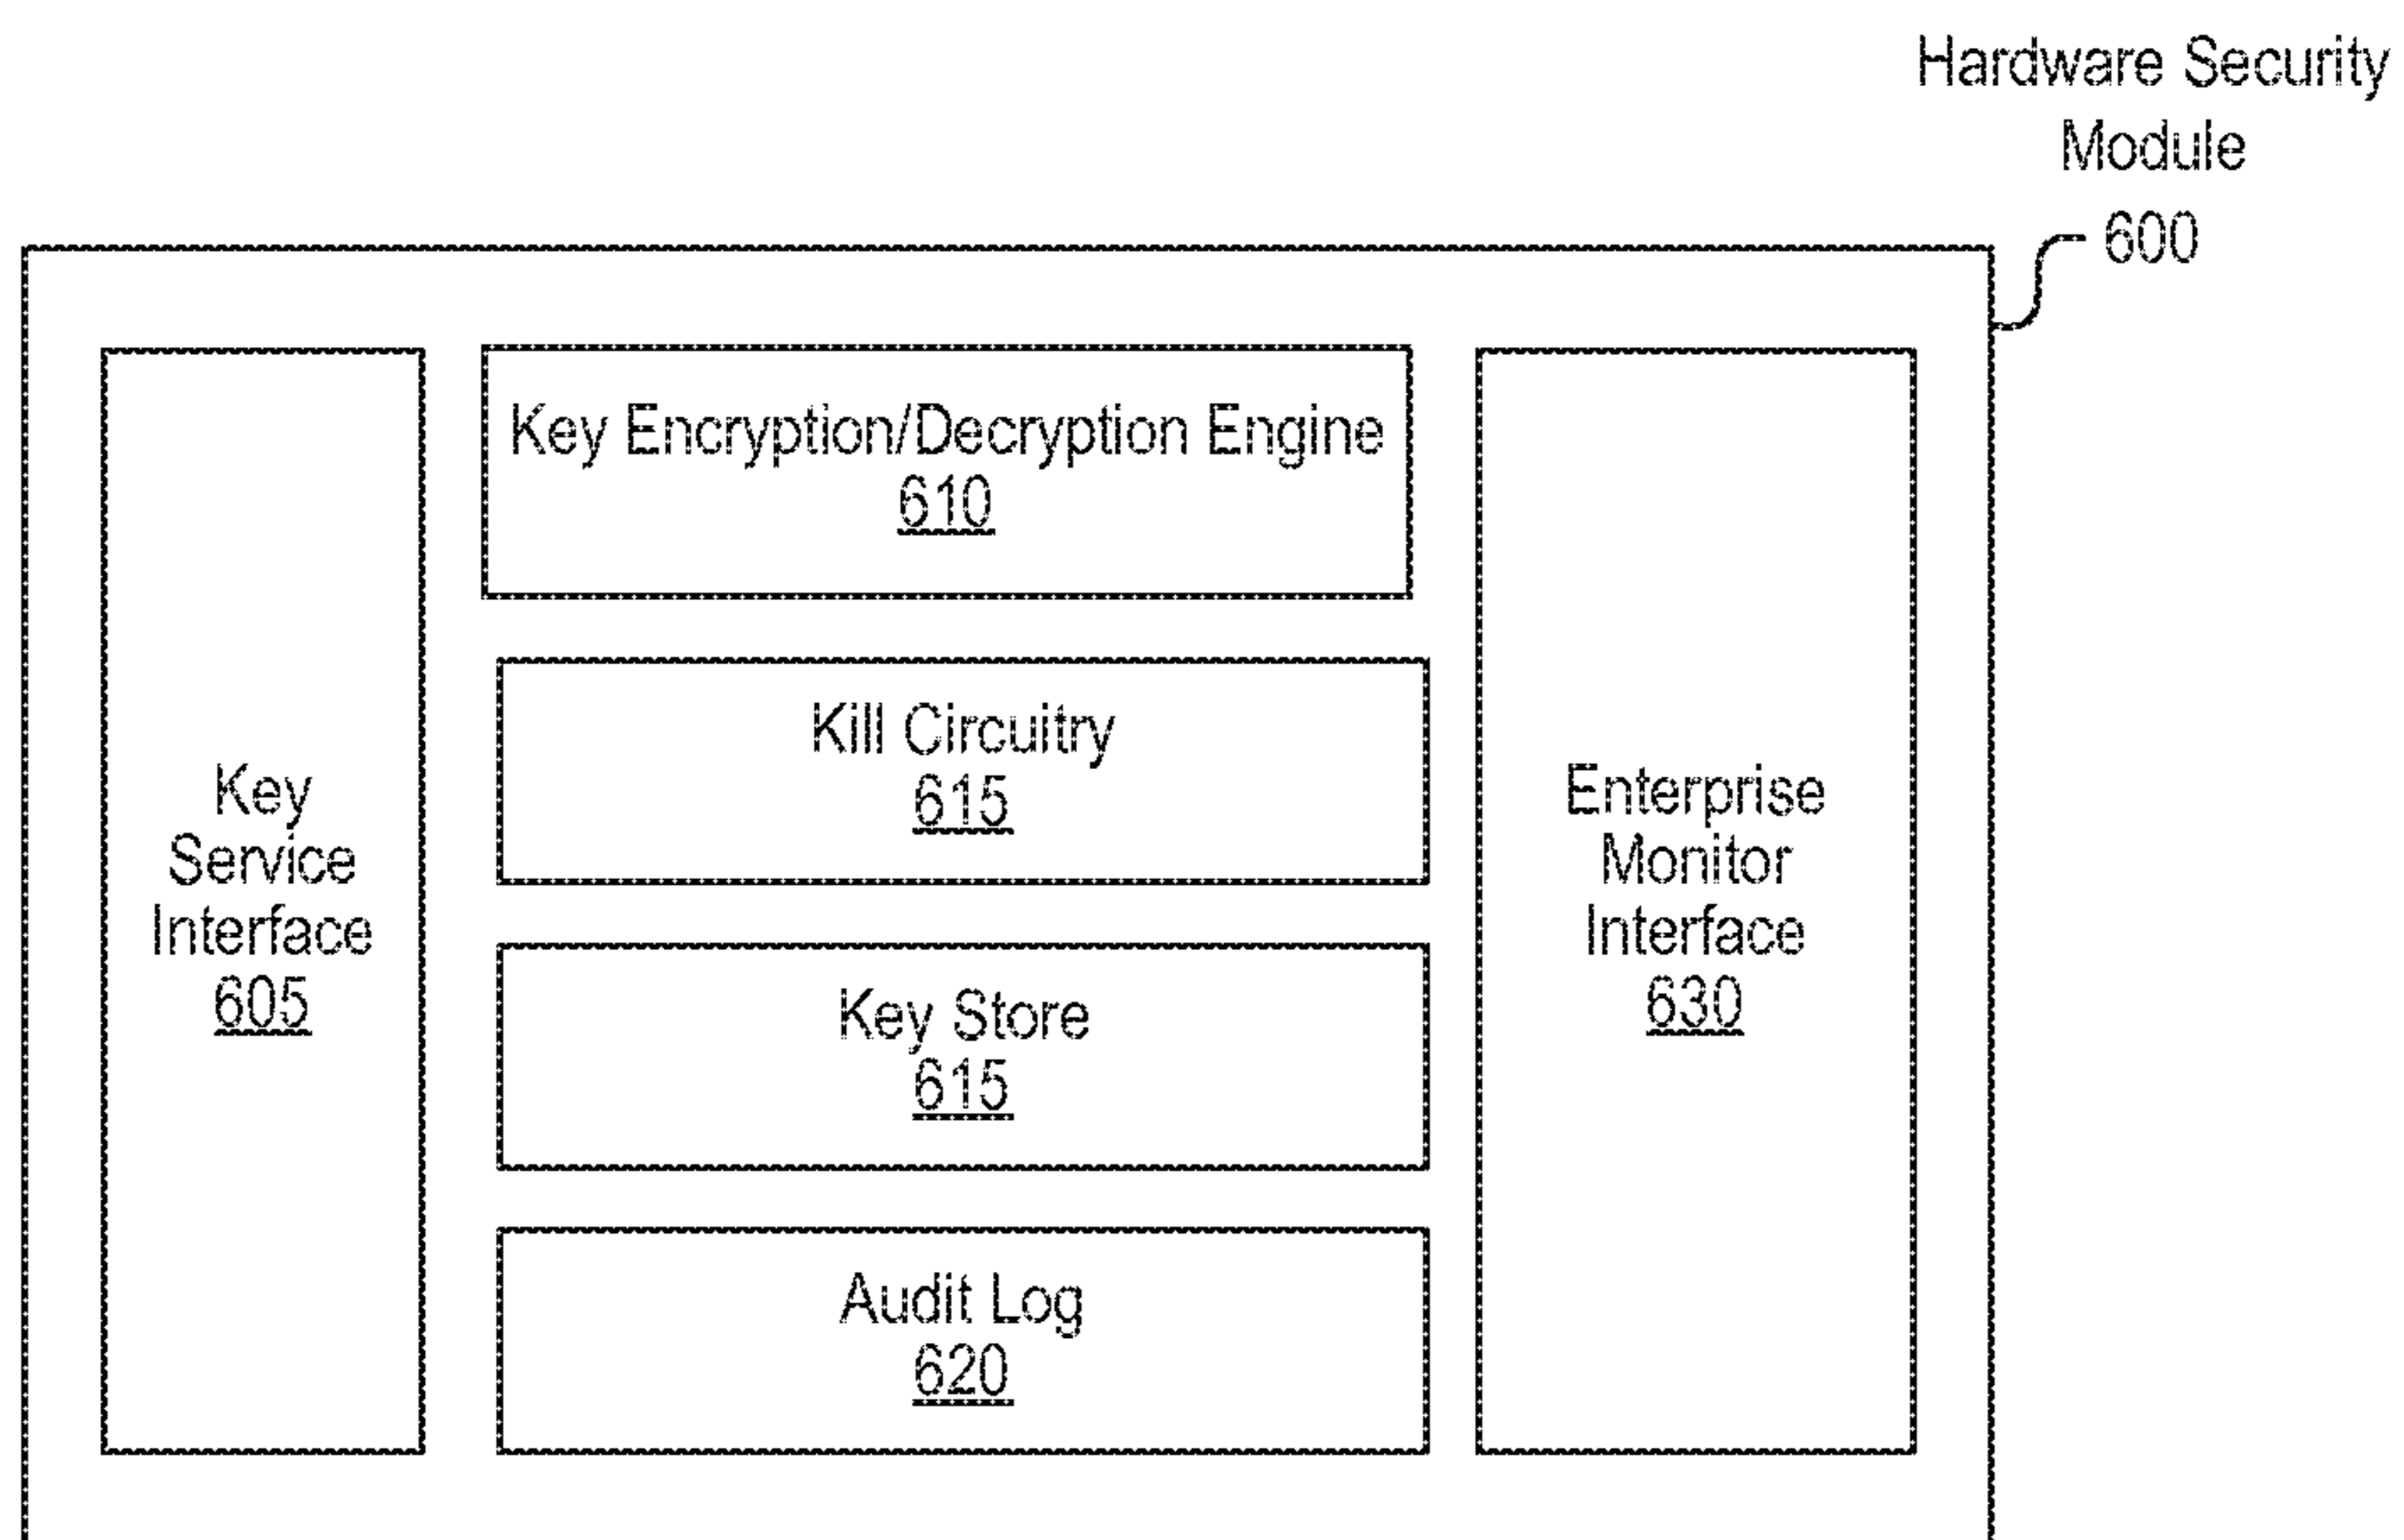 Hardware Security
Module
600
Key
Service
Interface
605
Key Encryption/Decryption Engine
610
Kill Circuitry
615
Key Store
615
Audit Log
620
Enterprise
Monitor
Interface
630